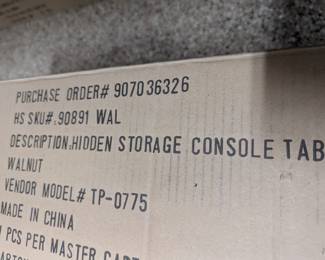 PURCHASE ORDER# 907036326
HS SKU#:90891 WAL
DESCRIPTION:HIDDEN STORAGE CONSOLE TAB
WALNUT
VENDOR MODEL# TP-0775
MADE IN CHINA
PCS PER MASTER